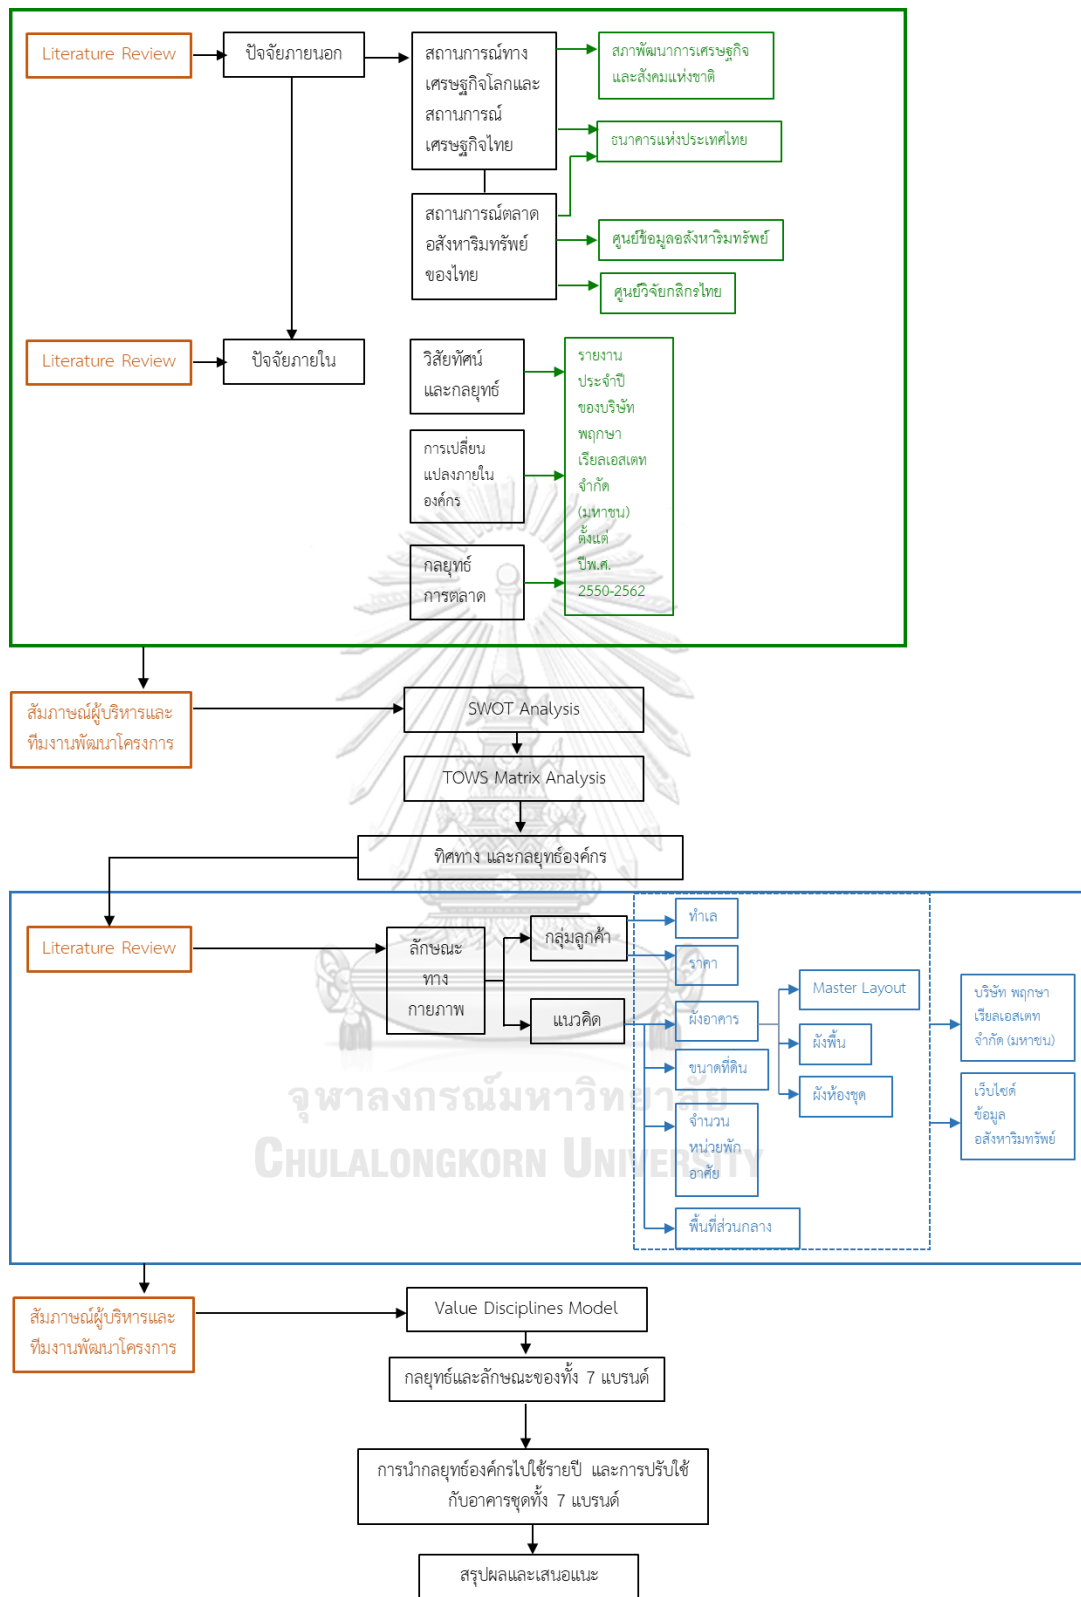 Literature Review
ปัจจัยภายนอก
สถานการณ์ทาง
เศรษฐกิจโลกและ
สถานการณ์
เศรษฐกิจไทย
สภาพัฒนาการเศรษฐกิจ
และสังคมแห่งชาติ
ธนาคารแห่งประเทศไทย
สถานการณ์ตลาด
อสังหาริมทรัพย์
ของไทย
ศูนย์ข้อมูลอสังหาริมทรัพย์
ศูนย์วิจัยกสิกรไทย
Literature Review
ปัจจัยภายใน
วิสัยทัศน์
และกลยุทธ์
การเปลี่ยน
แปลงภายใน
องค์กร
กลยุทธ์
การตลาด
รายงาน
ประจำปี
ของบริษัท
พฤกษา
เรียลเอสเตท
จำกัด
(มหาชน)
ตั้งแต่
ปีพ.ศ.
2550-2562
สัมภาษณ์ผู้บริหารและ
ทีมงานพัฒนาโครงการ
SWOT Analysis
TOWS Matrix Analysis
ทิศทาง และกลยุทธ์องค์กร
Literature Review
ลักษณะ
ทาง
กายภาพ
กลุ่มลูกค้า
แนวคิด
ทำเล
ราคา
ผังอาคาร
ขนาดที่ดิน
จำนวน
หน่วยพัก
อาศัย
พื้นที่ส่วนกลาง
Master Layout
ผังพื้น
ผังห้องชุด
บริษัท พฤกษา
เรียลเอสเตท
จำกัด (มหาชน)
เว็บไซด์
ข้อมูล
อสังหาริมทรัพย์
จุฬาลงกรณ์มหาวิทยาลัย
CHULALONGKORN UNIVERSITY
สัมภาษณ์ผู้บริหารและ
ทีมงานพัฒนาโครงการ
Value Disciplines Model
กลยุทธ์และลักษณะของทั้ง 7 แบรนด์
การนำกลยุทธ์องค์กรไปใช้รายปี และการปรับใช้
กับอาคารชุดทั้ง 7 แบรนด์
สรุปผลและเสนอแนะ